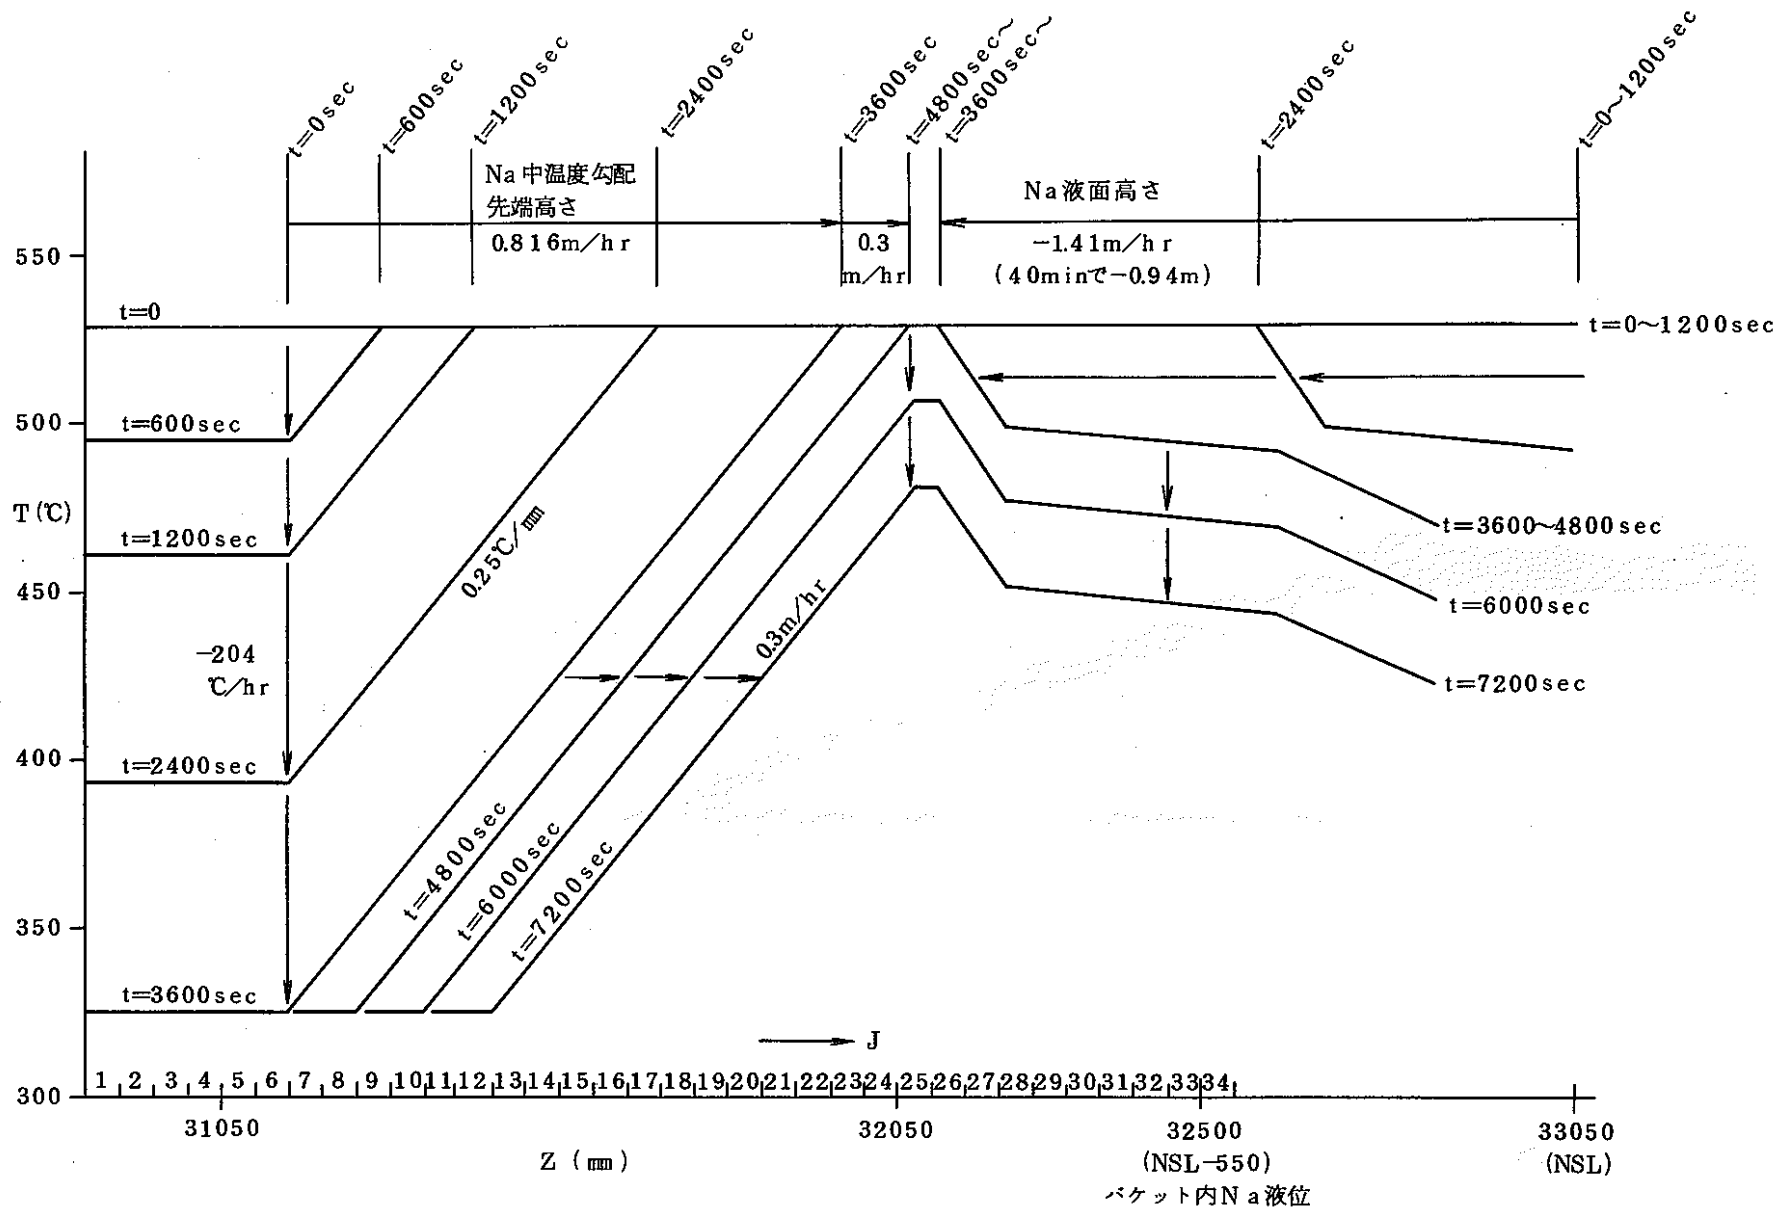 t=0sec
t=600sec
t=1200sec
t=2400sec
t=3600sec
t=4800sec~
t=3600sec~
t=2400sec
t=0~1200sec
Na中温度勾配
先端高さ
0.816m/hr
0.3
m/hr
Na液面高さ
-1.41m/hr
(40minで-0.94m)
550
t=0
t=0~1200sec
500
t=600sec
T(℃)
t=1200sec
0.25℃/mm
t=3600~4800sec
450
t=6000sec
-204
℃/hr
0.3m/hr
t=7200sec
400
t=2400sec
t=4800sec
t=6000sec
t=7200sec
350
t=3600sec
J
1 2 3 4 5 6 7 8 9 10 11 12 13 14 15 16 17 18 19 20 21 22 23 24 25 26 27 28 29 30 31 32 33 34
300
31050 32050 32500 33050
Z (mm) (NSL-550) (NSL)
バケット内Na液位